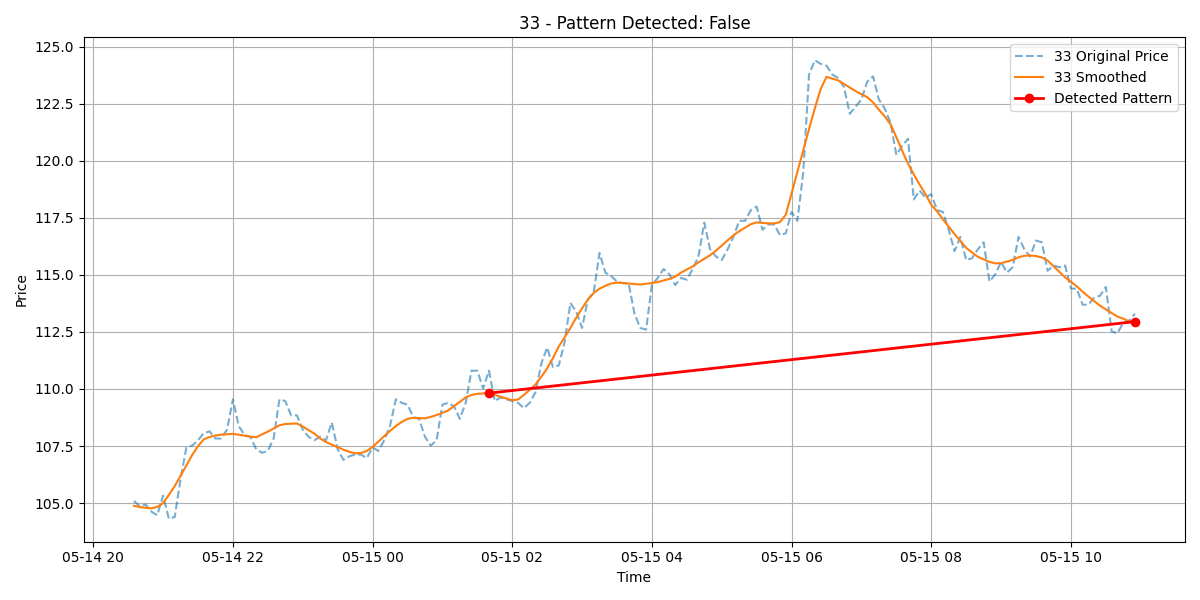 33 - Pattern Detected: False
33 Original Price
33 Smoothed
Detected Pattern
Price
125.0
122.5
120.0
117.5
115.0
112.5
110.0
107.5
105.0
05-14 20
05-14 22
05-15 00
05-15 02
05-15 04
05-15 06
05-15 08
05-15 10
Time